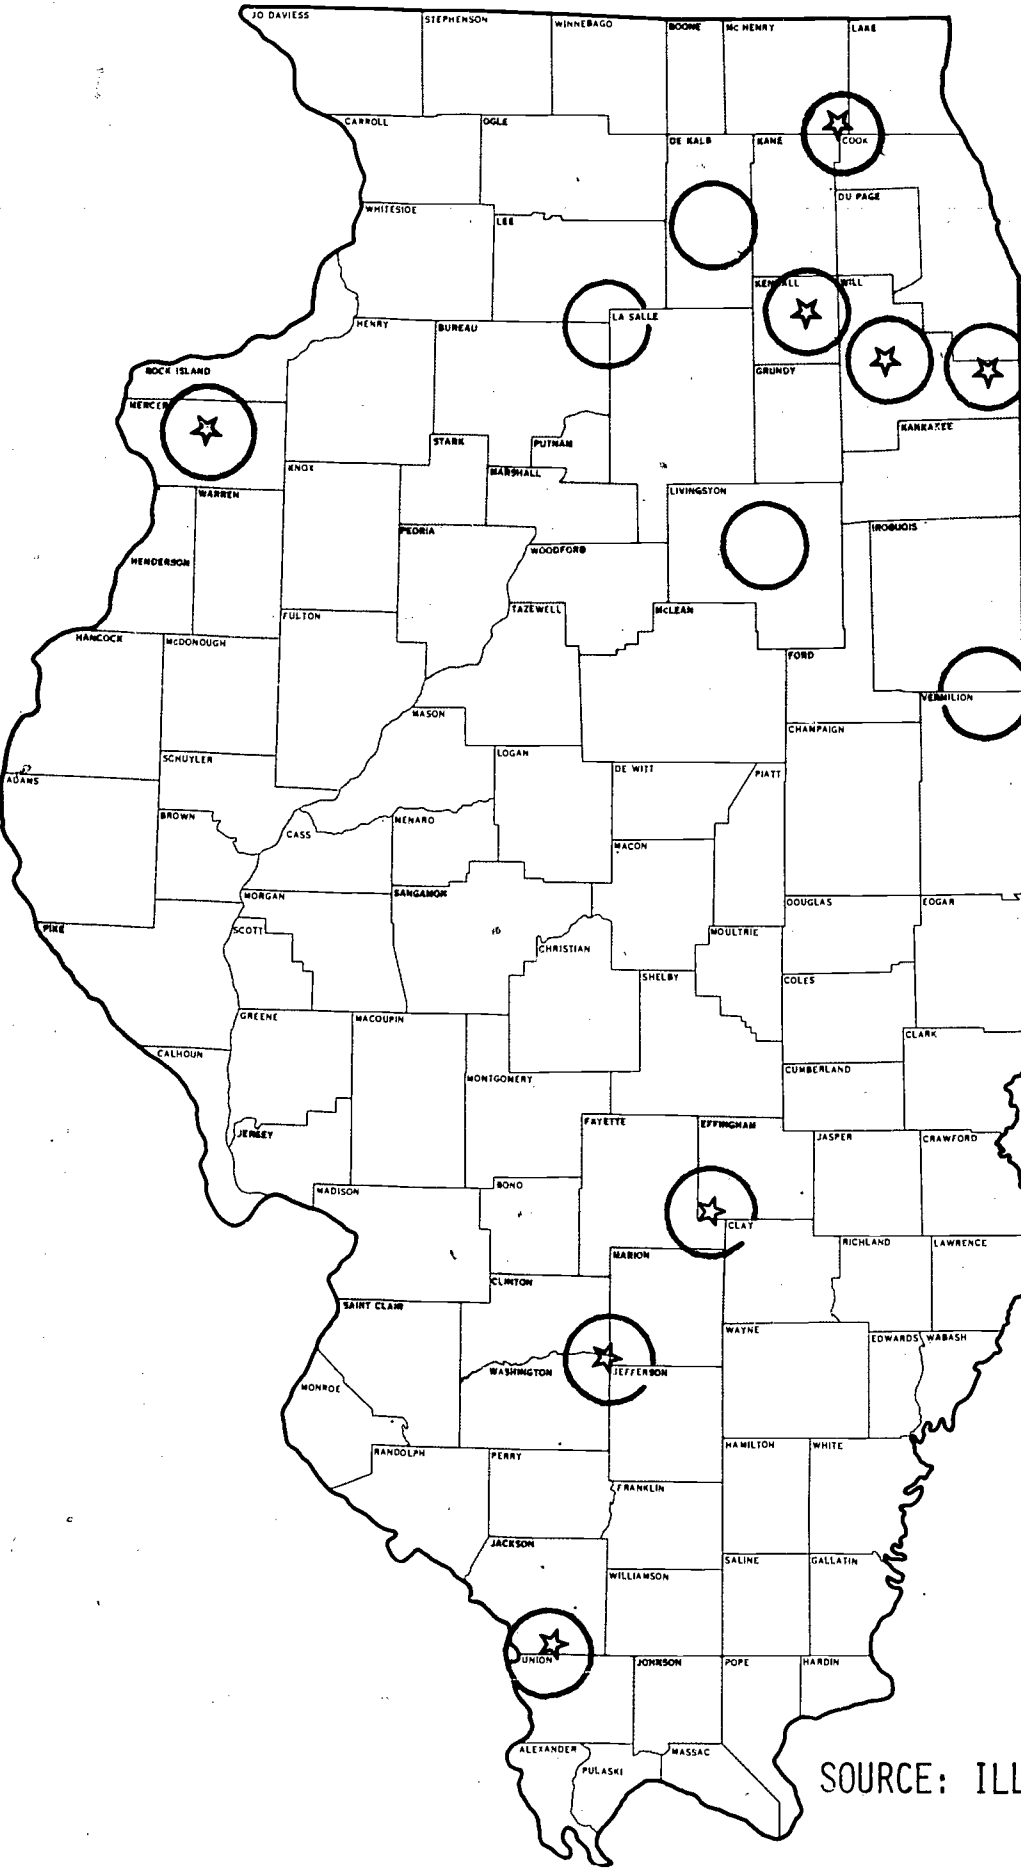 JO DAVIESS
STEPHENSON
WINNEBAGO
BOONE
MC HENRY
LAKE
CARROLL
OGLE
DE KALB
KANE
COOK
DU PAGE
WHITESIDE
LEE
KENDALL
WILL
LA SALLE
HENRY
BUREAU
GRUNDY
ROCK ISLAND
MERCER
KANKAKEE
STARK
PUTNAM
KNOX
MARSHALL
WARREN
LIVINGSTON
PEORIA
IROQUOIS
WOODFORD
HENDERSON
TAZEWELL
MCLEAN
FULTON
HANCOCK
McDONOUGH
FORD
VERMILION
MASON
CHAMPAIGN
LOGAN
SCHUYLER
DE WITT
PIATT
ADAMS
BROWN
CASS
MENARD
MACON
MORGAN
SANGAMON
DOUGLAS
EDGAR
PIKE
SCOTT
MOULTRIE
CHRISTIAN
SHELBY
COLES
GREENE
MACOUPIN
CLARK
CALHOUN
CUMBERLAND
MONTGOMERY
FAYETTE
EFFINGHAM
JERSEY
JASPER
CRAWFORD
MADISON
BOND
CLAY
MARION
RICHLAND
LAWRENCE
CLINTON
SAINT CLAIR
WAYNE
EDWARDS
WABASH
WASHINGTON
JEFFERSON
MONROE
RANDOLPH
PERRY
HAMILTON
WHITE
FRANKLIN
JACKSON
SALINE
GALLATIN
WILLIAMSON
UNION
JOHNSON
POPE
HARDIN
ALEXANDER
MASSAC
PULASKI
SOURCE: ILL